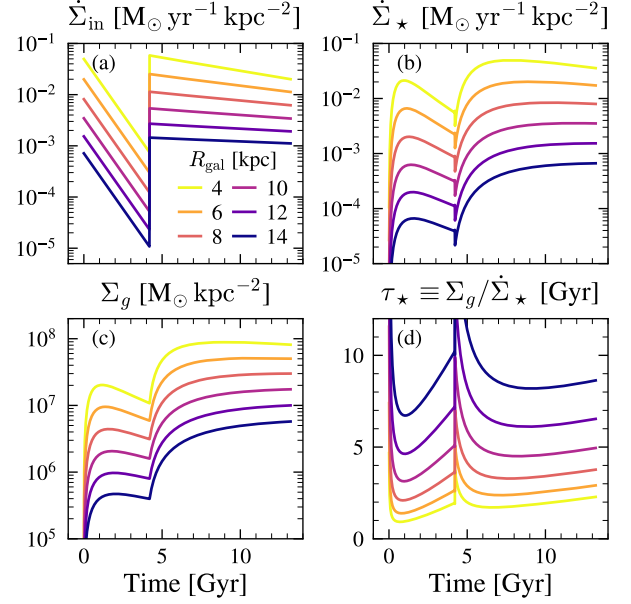 Σ̇in [M⊙ yr−1 kpc−2]
Σ̇⋆ [M⊙ yr−1 kpc−2]
10−1
10−2
10−3
10−4
10−5
(a)
Rgal [kpc]
4 10
6 12
8 14
10−1
10−2
10−3
10−4
10−5
(b)
Σg [M⊙ kpc−2]
τ⋆ ≡ Σg/Σ̇⋆ [Gyr]
108
107
106
105
(c)
0 5 10
Time [Gyr]
10
5
0
(d)
0 5 10
Time [Gyr]